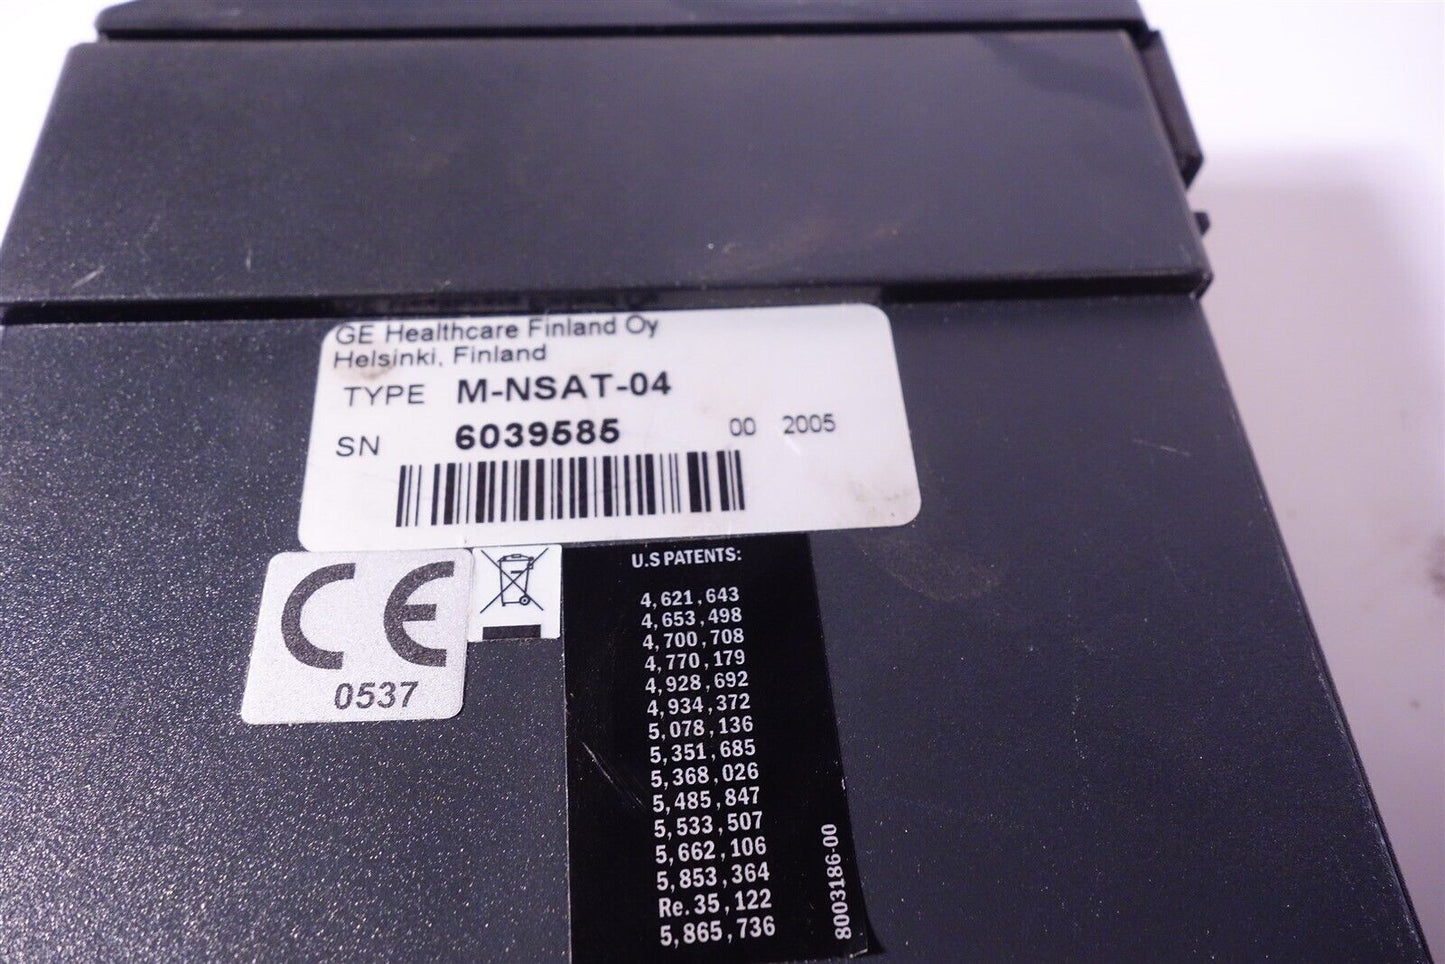 GE Healthcare Finland Oy
Helsinki, Finland
TYPE M-NSAT-04
SN 6039585 00 2005
CE
0537
U.S PATENTS:
4,621,643
4,653,498
4,700,708
4,770,179
4,928,692
4,934,372
5,078,136
5,351,685
5,368,026
5,485,847
5,533,507
5,662,106
5,853,364
Re.35,122
5,865,736
8003186-00